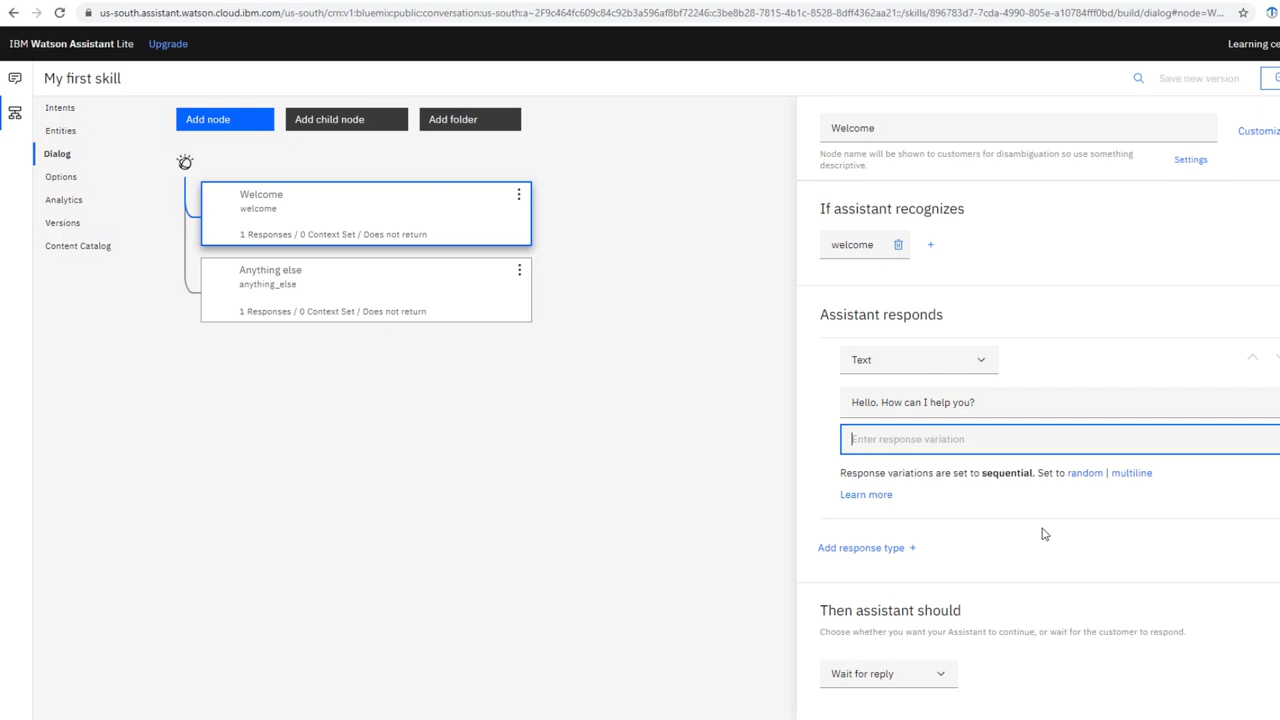 us-south.assistant.watson.cloud.ibm.com/us-south/crn:v1:bluemix:public:conversation:us-south:a~2F9c464fc609c84c92c3be96a596af8bf72246:c3be8b28-7815-4b1c-8528-8dff4362aa21::/skills/896783d7-7cda-4990-805e-a10784fff0bd/build/dialog#node=W...
IBM Watson Assistant Lite
Upgrade
Learning ce
My first skill
Save new version
Intents
Entities
Dialog
Options
Analytics
Versions
Content Catalog
Add node
Add child node
Add folder
Welcome
welcome
1 Responses / 0 Context Set / Does not return
Anything else
anything_else
1 Responses / 0 Context Set / Does not return
Welcome
Customiz
Node name will be shown to customers for disambiguation so use something
descriptive.
Settings
If assistant recognizes
welcome
+
Assistant responds
Text
Hello. How can I help you?
Enter response variation
Response variations are set to sequential. Set to random | multiline
Learn more
Add response type +
Then assistant should
Choose whether you want your Assistant to continue, or wait for the customer to respond.
Wait for reply